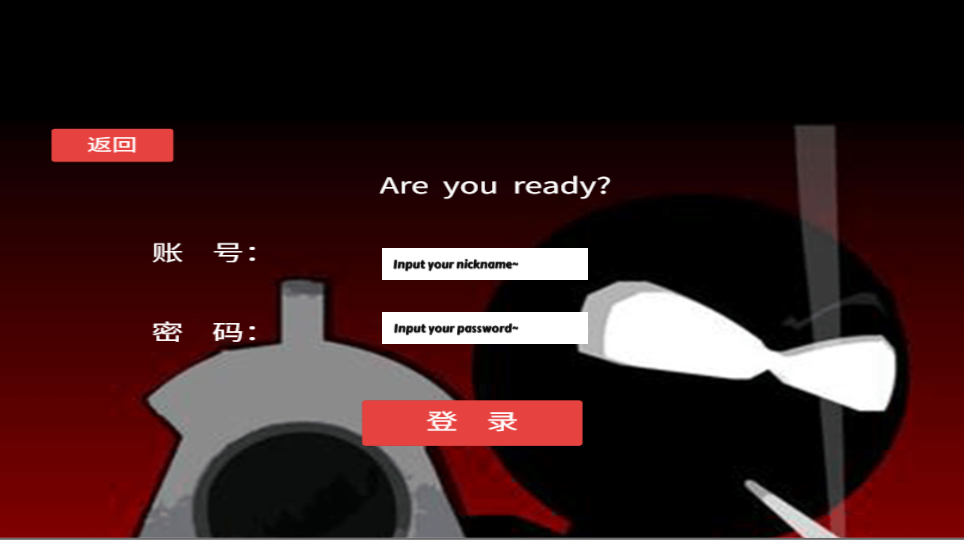 返回
Are you ready?
账 号：
Input your nickname~
密 码：
Input your password~
登 录